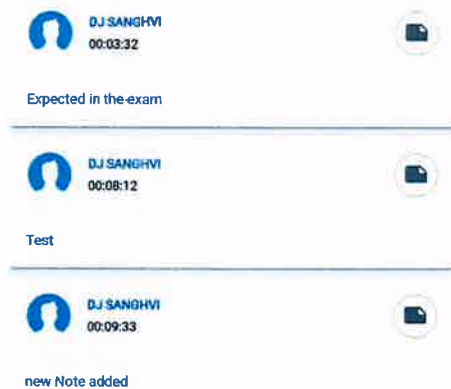 DJ SANGHVI
00:03:32
Expected in the exam
DJ SANGHVI
00:08:12
Test
DJ SANGHVI
00:09:33
new Note added